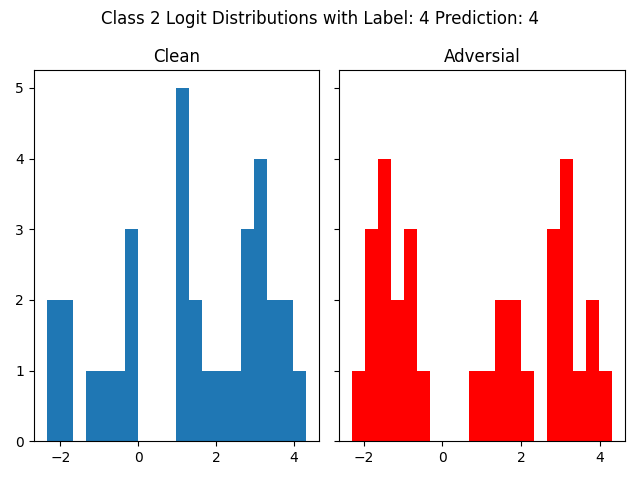 Class 2 Logit Distributions with Label: 4 Prediction: 4
Clean
Adversial
5
4
3
2
1
0
−2 0 2 4
−2 0 2 4